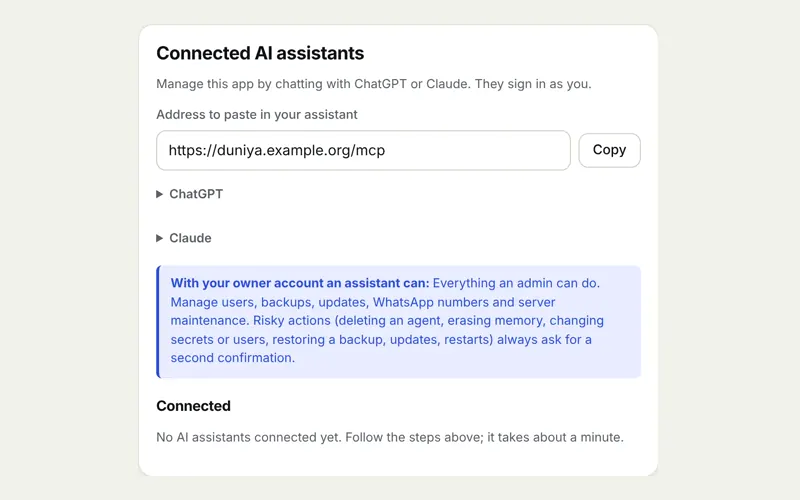 Connected AI assistants
Manage this app by chatting with ChatGPT or Claude. They sign in as you.
Address to paste in your assistant
https://duniya.example.org/mcp
Copy
ChatGPT
Claude
With your owner account an assistant can: Everything an admin can do.
Manage users, backups, updates, WhatsApp numbers and server
maintenance. Risky actions (deleting an agent, erasing memory, changing
secrets or users, restoring a backup, updates, restarts) always ask for a
second confirmation.
Connected
No AI assistants connected yet. Follow the steps above; it takes about a minute.